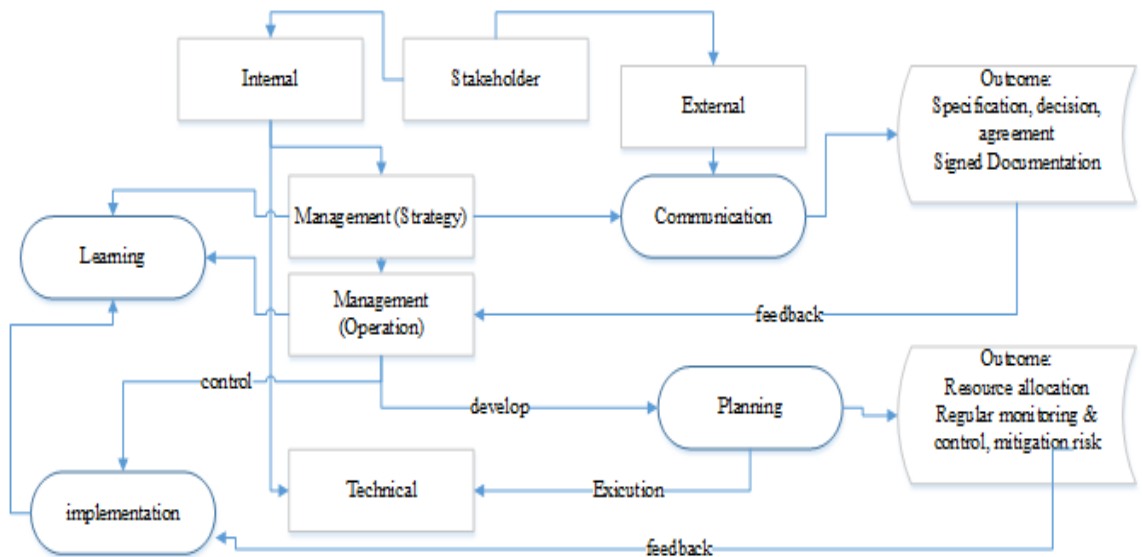 Internal
Stakeholder
External
Outcome:
Specification, decision,
agreement
Signed Documentation
Management (Strategy)
Communication
Learning
Management
(Operation)
feedback
control
develop
Planning
Outcome:
Resource allocation
Regular monitoring &
control, mitigation risk
Technical
Exicution
implementation
feedback